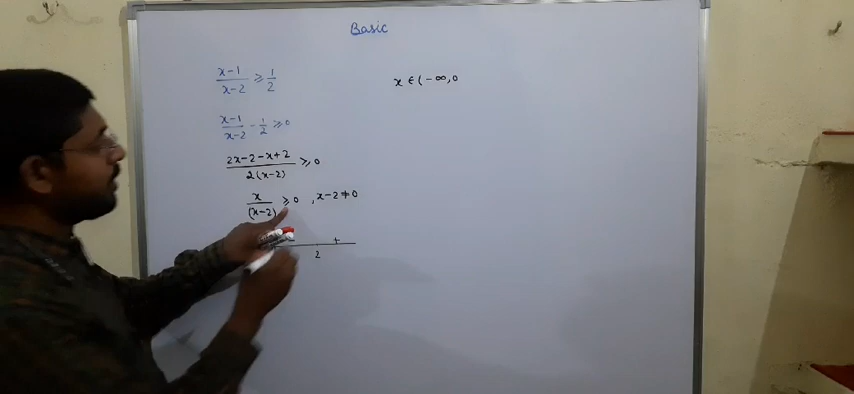 Basic
x-1/x-2 ≥ 1/2
x ∈ (-∞,0
x-1/x-2 - 1/2 ≥ 0
2x-2-x+2/2(x-2) ≥ 0
x/(x-2) ≥ 0 , x-2≠0
+
2